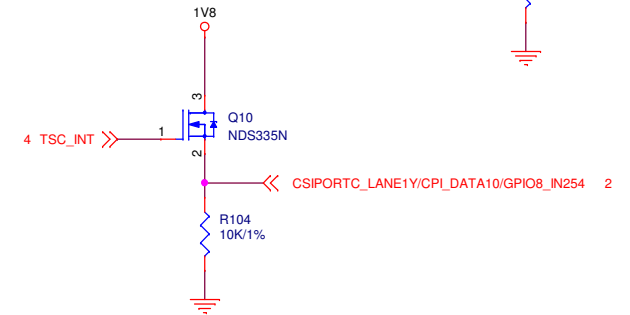 1V8
3
Q10
NDS335N
4 TSC_INT
1
2
CSIPORTC_LANE1Y/CPI_DATA10/GPIO8_IN254 2
R104
10K/1%